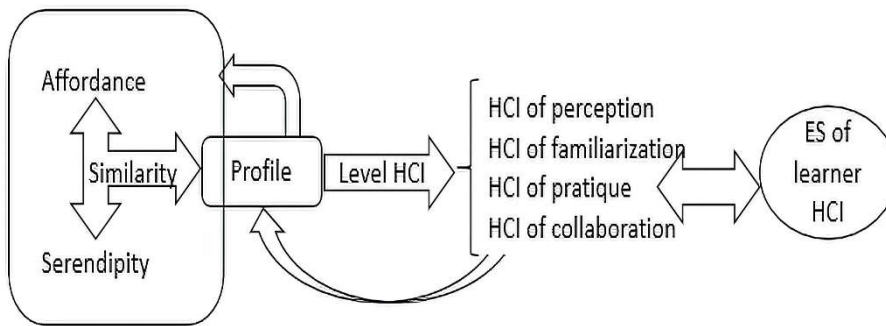 Affordance
Similarity
Serendipity
Profile
Level HCI
HCI of perception
HCI of familiarization
HCI of pratique
HCI of collaboration
ES of
learner
HCI